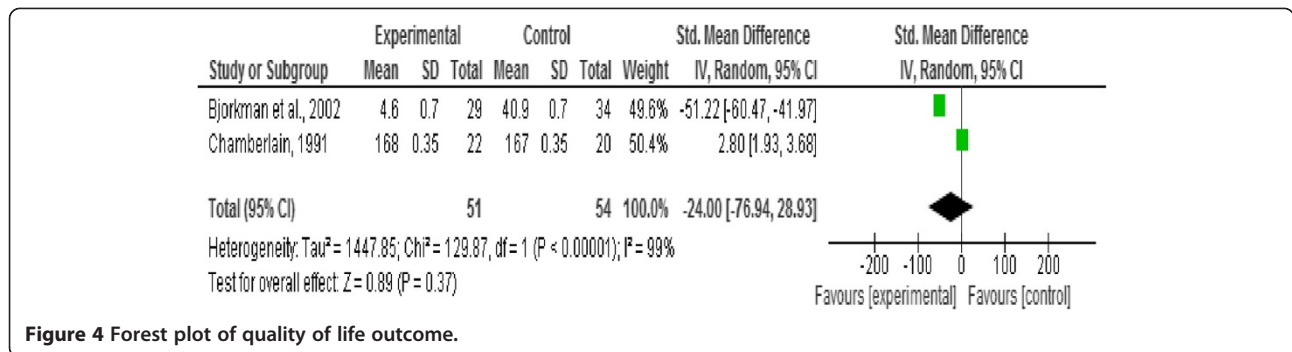 Experimental Control Std. Mean Difference Std. Mean Difference
Study or Subgroup Mean SD Total Mean SD Total Weight IV, Random, 95% CI IV, Random, 95% CI
Bjorkman et al., 2002 4.6 0.7 29 40.9 0.7 34 49.6% -51.22 [-60.47, -41.97]
Chamberlain, 1991 168 0.35 22 167 0.35 20 50.4% 2.80 [1.93, 3.68]
Total (95% CI) 51 54 100.0% -24.00 [-76.94, 28.93]
Heterogeneity: Tau² = 1447.85; Chi² = 129.87, df = 1 (P < 0.00001); I² = 99%
Test for overall effect: Z = 0.89 (P = 0.37)
-200 -100 0 100 200
Favours [experimental] Favours [control]
Figure 4 Forest plot of quality of life outcome.